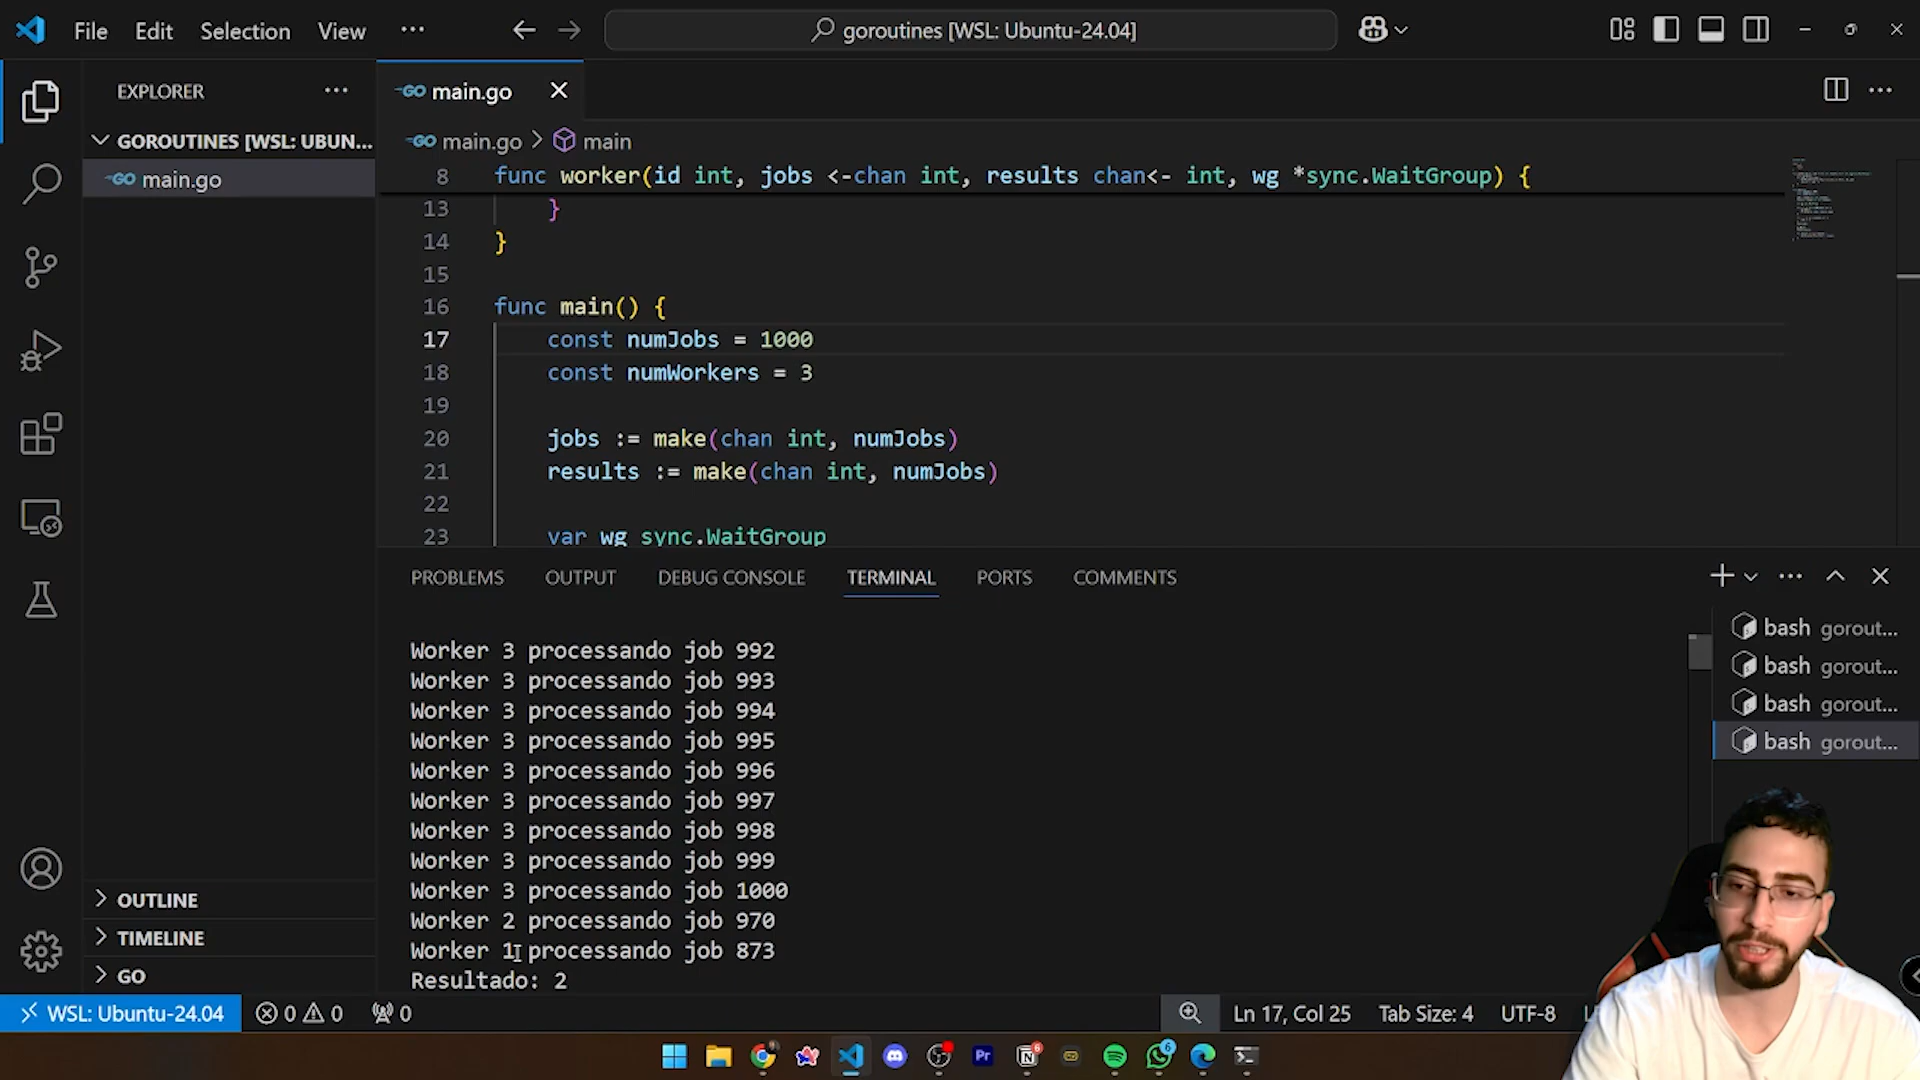 File Edit Selection View ···
goroutines [WSL: Ubuntu-24.04]
EXPLORER
GOROUTINES [WSL: UBUN...
main.go
OUTLINE
TIMELINE
GO
main.go
main.go > main
8 func worker(id int, jobs <-chan int, results chan<- int, wg *sync.WaitGroup) {
13 }
14 }
15
16 func main() {
17 const numJobs = 1000
18 const numWorkers = 3
19
20 jobs := make(chan int, numJobs)
21 results := make(chan int, numJobs)
22
23 var wg sync.WaitGroup
PROBLEMS OUTPUT DEBUG CONSOLE TERMINAL PORTS COMMENTS
Worker 3 processando job 992
Worker 3 processando job 993
Worker 3 processando job 994
Worker 3 processando job 995
Worker 3 processando job 996
Worker 3 processando job 997
Worker 3 processando job 998
Worker 3 processando job 999
Worker 3 processando job 1000
Worker 2 processando job 970
Worker 1 processando job 873
Resultado: 2
bash gorout...
bash gorout...
bash gorout...
bash gorout...
WSL: Ubuntu-24.04 0 0 0 Ln 17, Col 25 Tab Size: 4 UTF-8
Pr